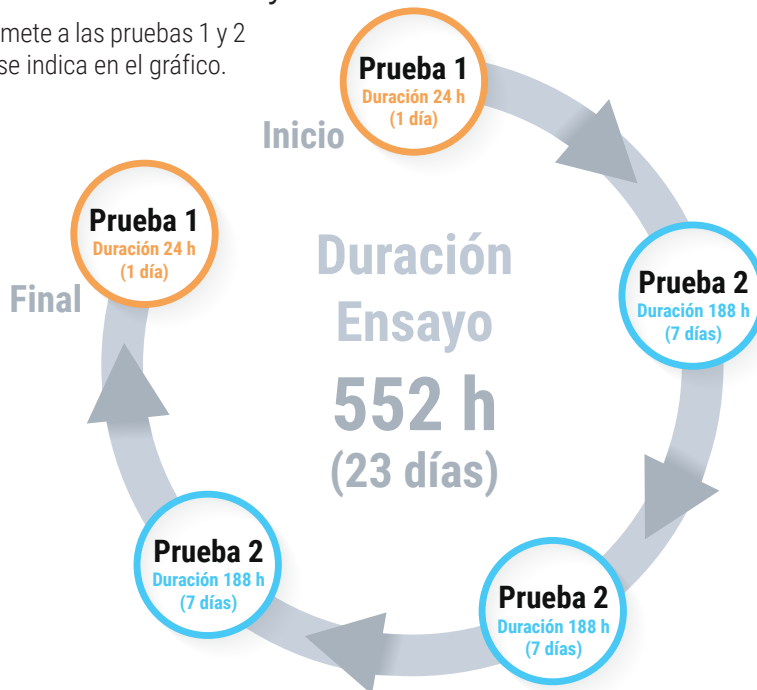 mete a las pruebas 1 y 2
se indica en el gráfico.
Inicio
Prueba 1
Duración 24 h
(1 día)
Prueba 2
Duración 188 h
(7 días)
Prueba 2
Duración 188 h
(7 días)
Prueba 2
Duración 188 h
(7 días)
Final
Prueba 1
Duración 24 h
(1 día)
Duración
Ensayo
552 h
(23 días)